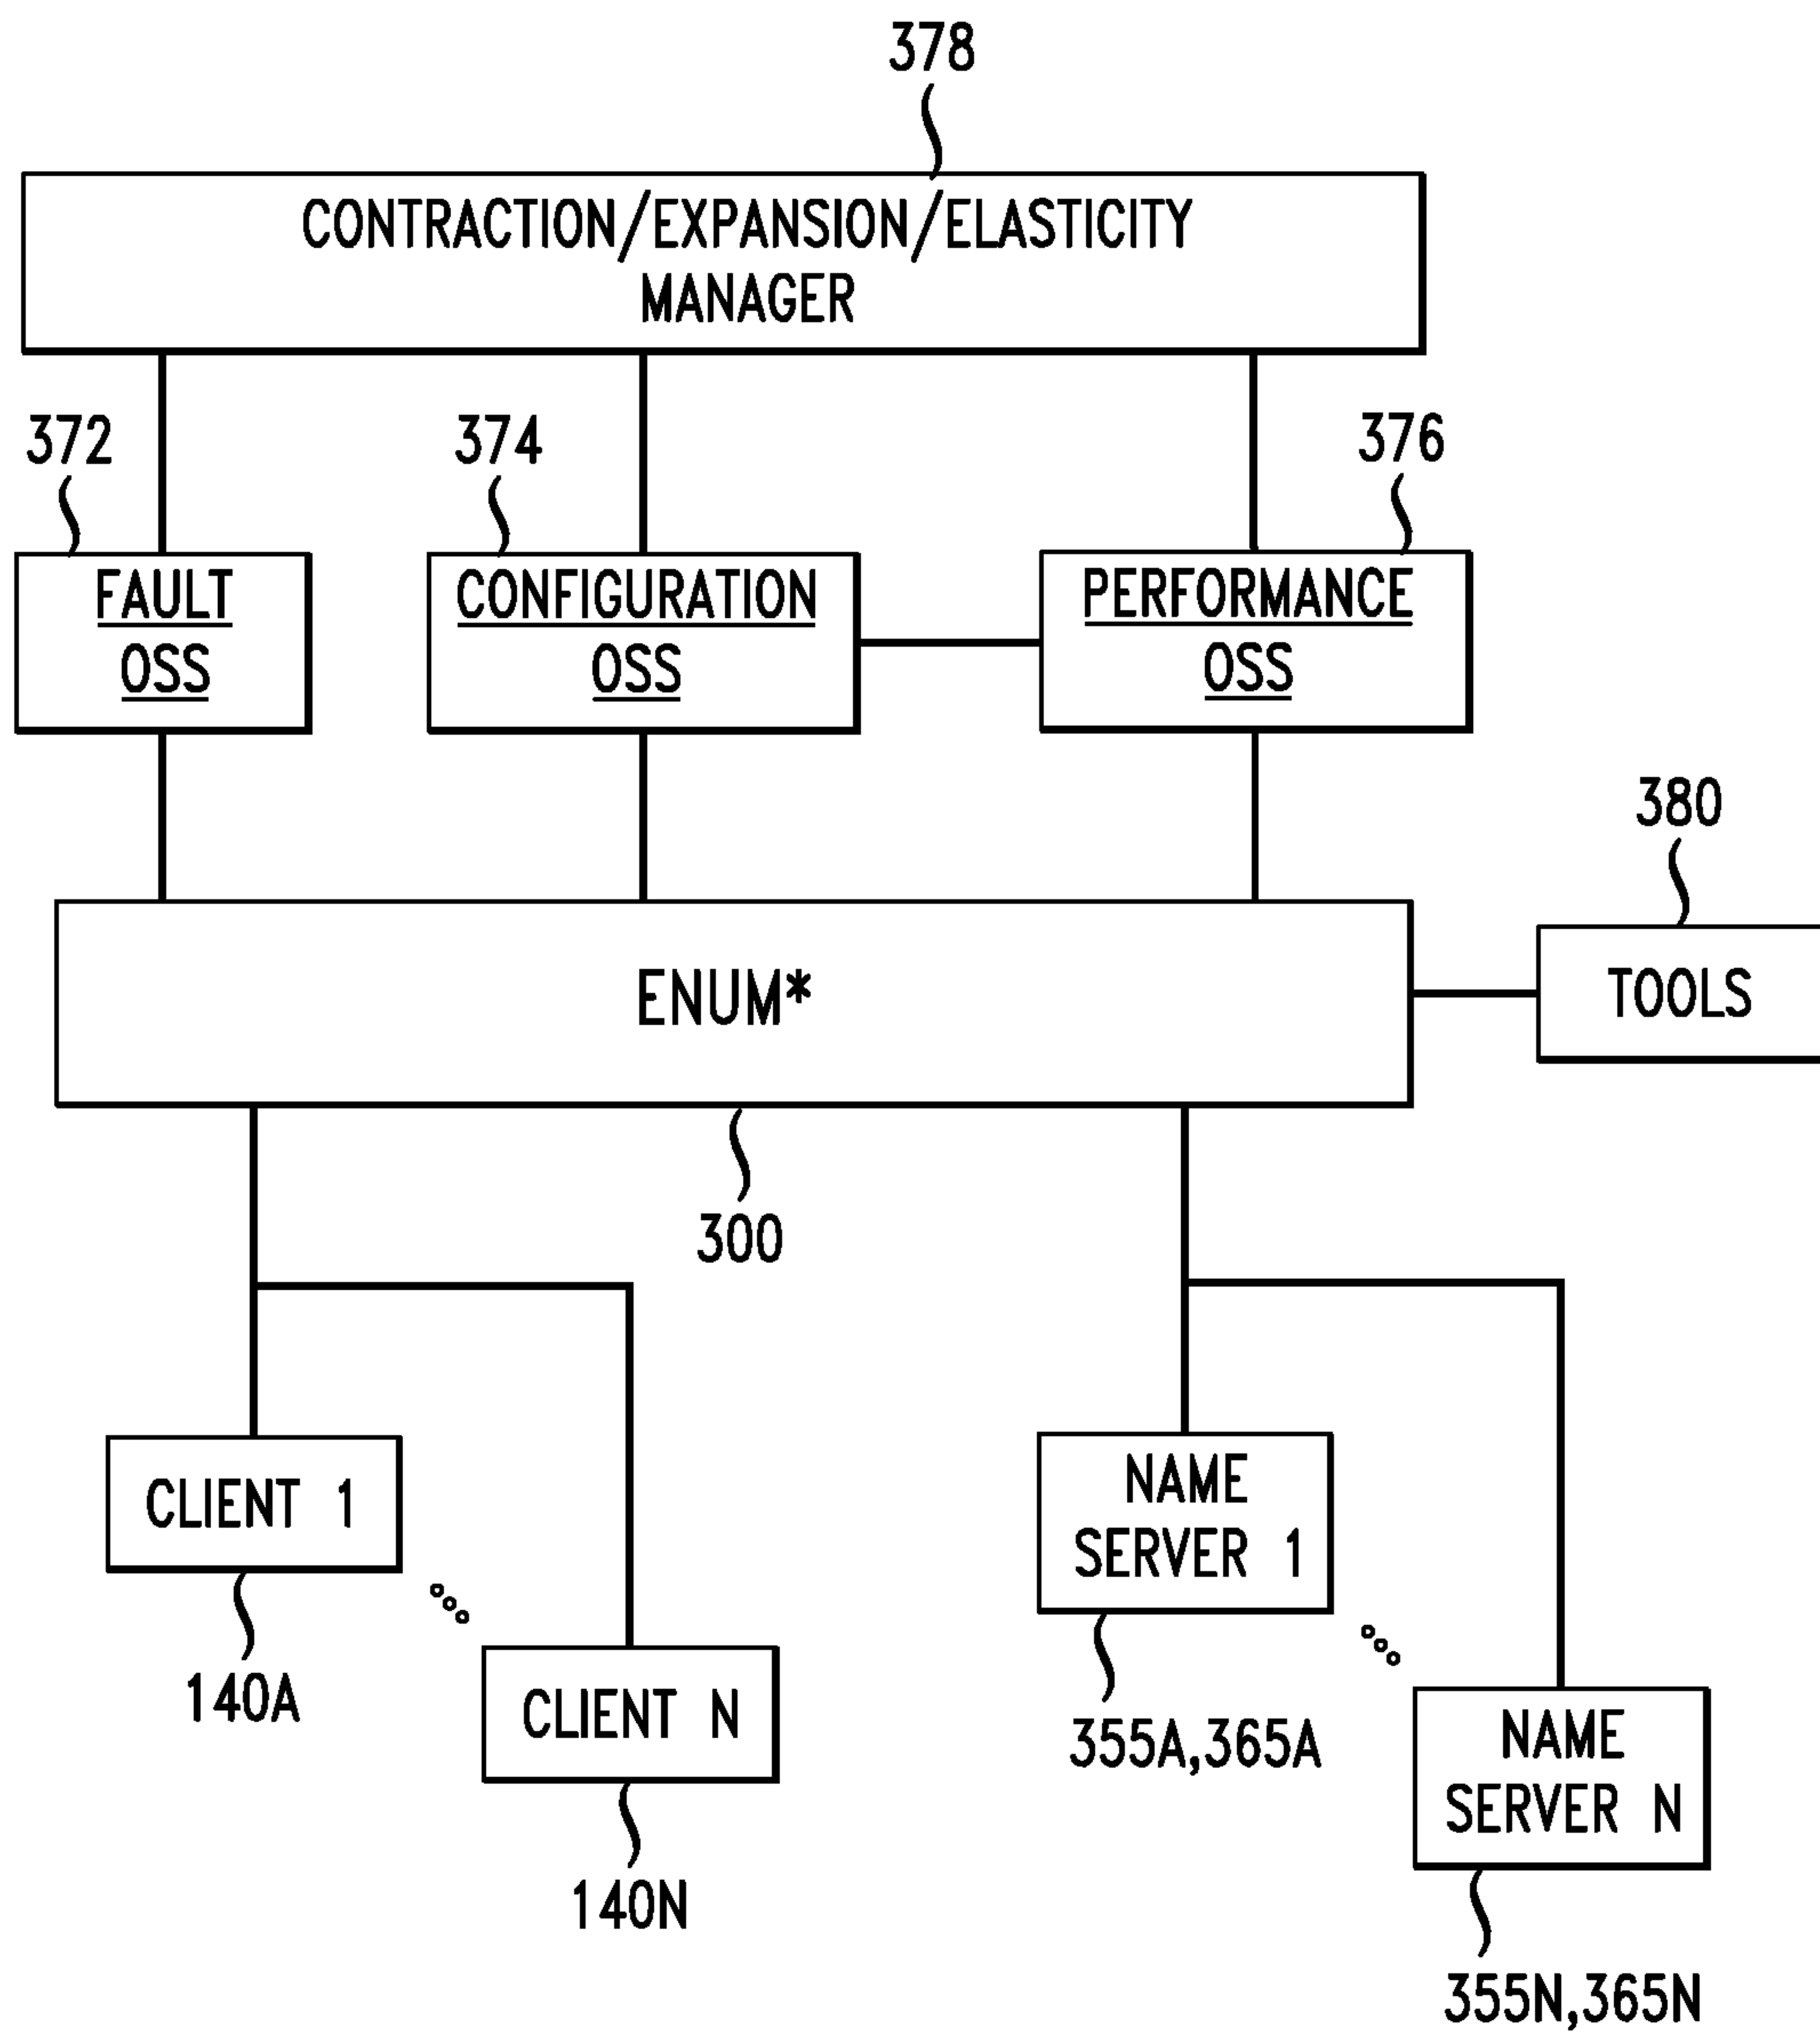 378
CONTRACTION/EXPANSION/ELASTICITY
MANAGER
372
374
376
FAULT
OSS
CONFIGURATION
OSS
PERFORMANCE
OSS
380
ENUM*
TOOLS
300
CLIENT 1
NAME
SERVER 1
140A
CLIENT N
355A,365A
NAME
SERVER N
140N
355N,365N